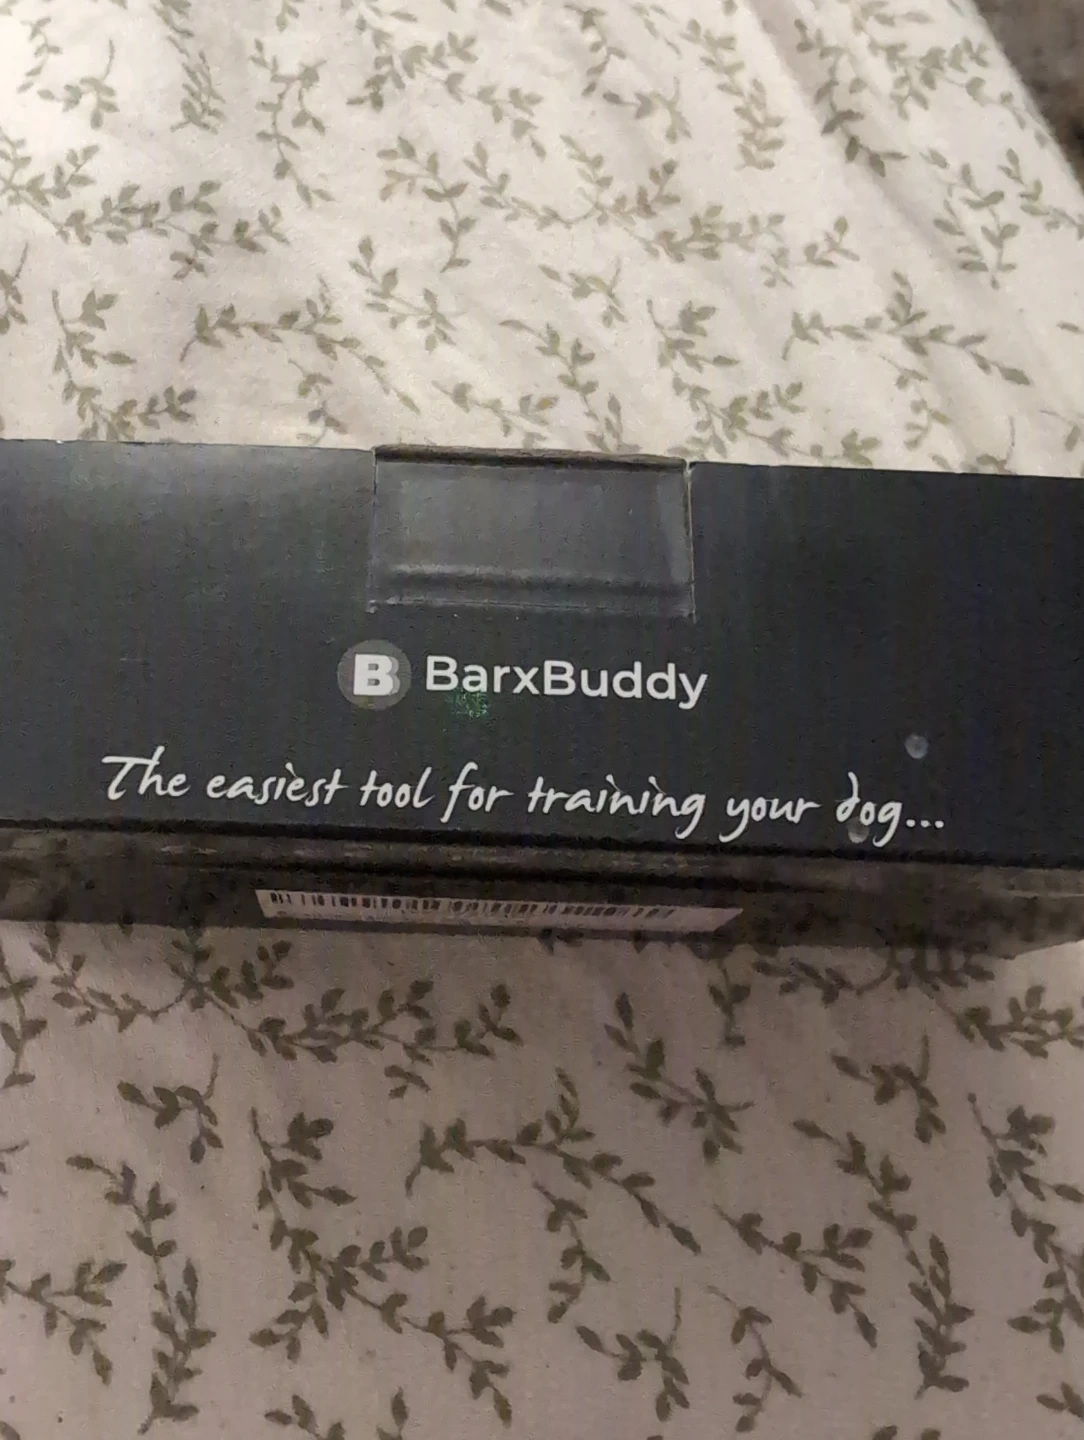 B BarxBuddy
The easiest tool for training your dog...